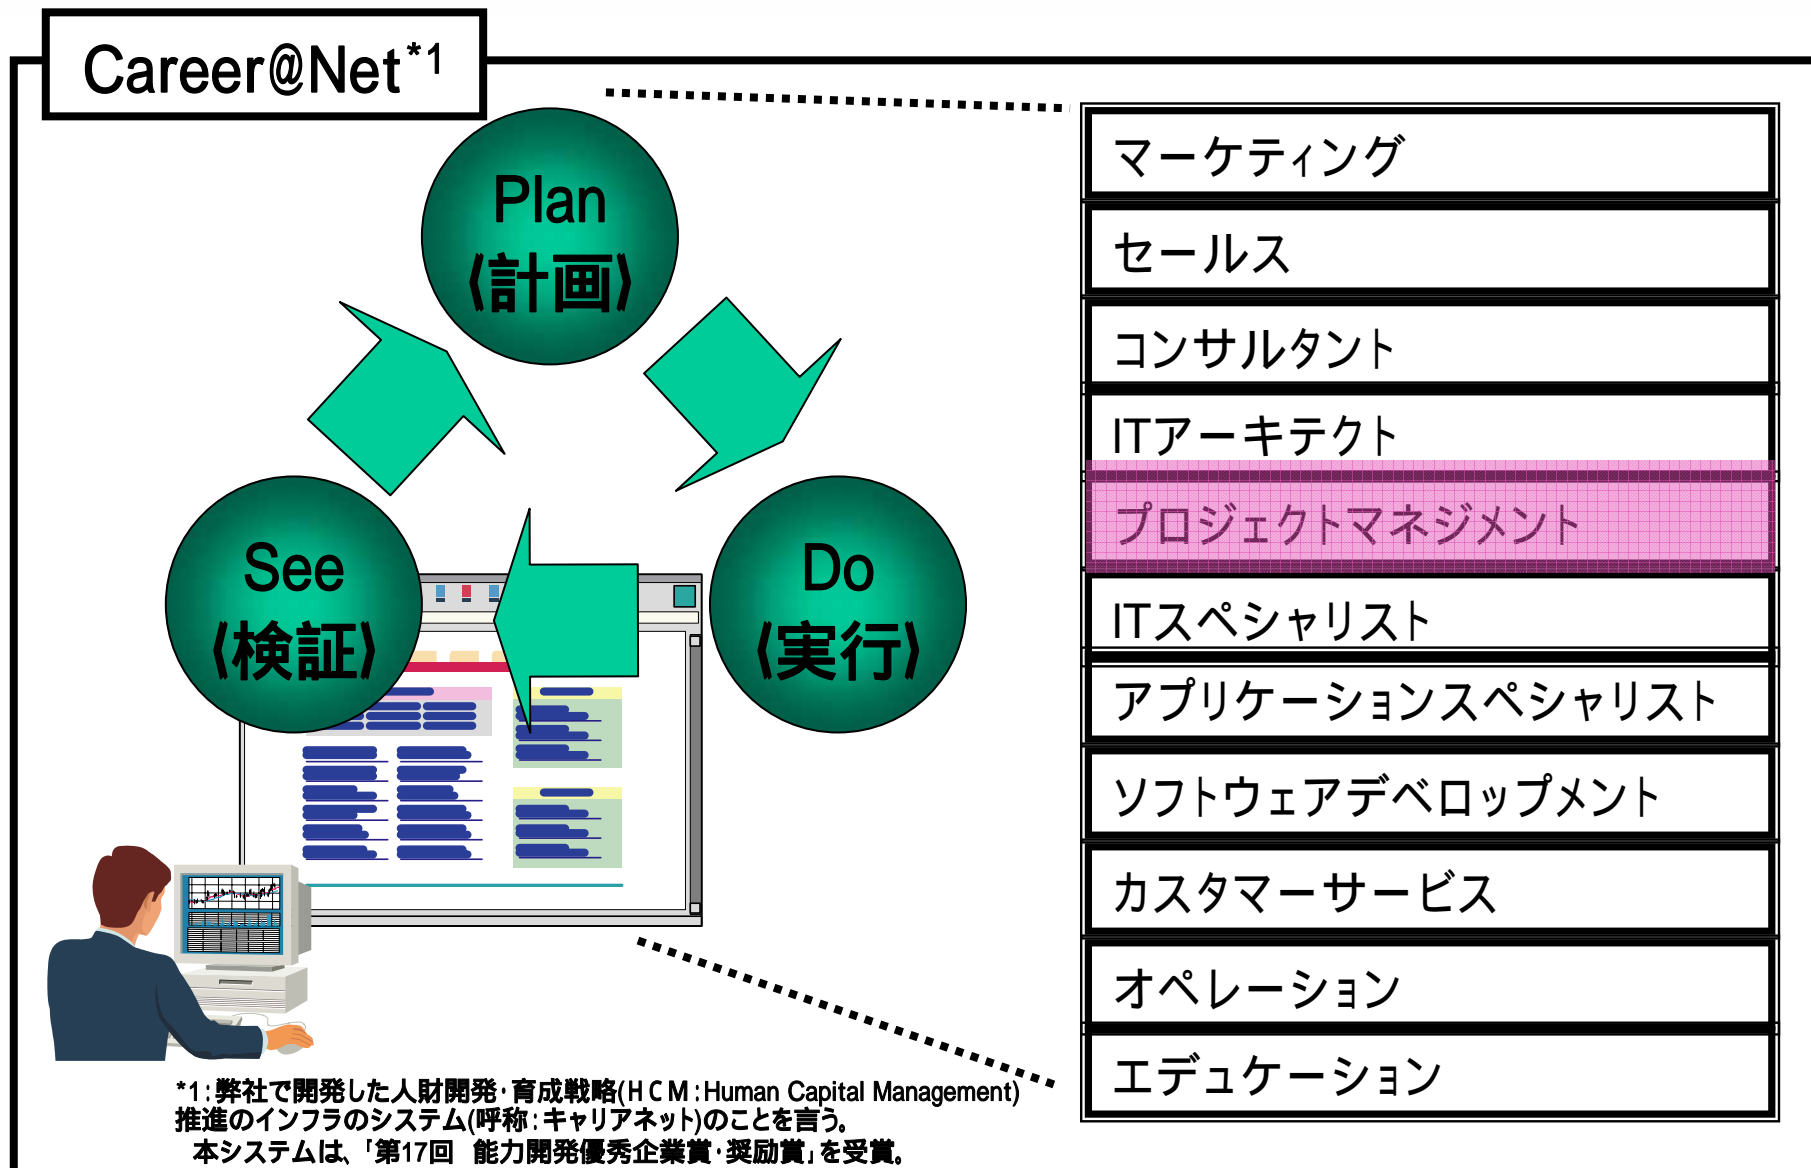 Career@Net*1
Plan
《計画》
See
《検証》
Do
《実行》
マーケティング
セールス
コンサルタント
ITアーキテクト
プロジェクトマネジメント
ITスペシャリスト
アプリケーションスペシャリスト
ソフトウェアデベロップメント
カスタマーサービス
オペレーション
エデュケーション
*1:弊社で開発した人財開発・育成戦略(HCM:Human Capital Management)
推進のインフラのシステム(呼称:キャリアネット)のことを言う。
本システムは、「第17回 能力開発優秀企業賞・奨励賞」を受賞。